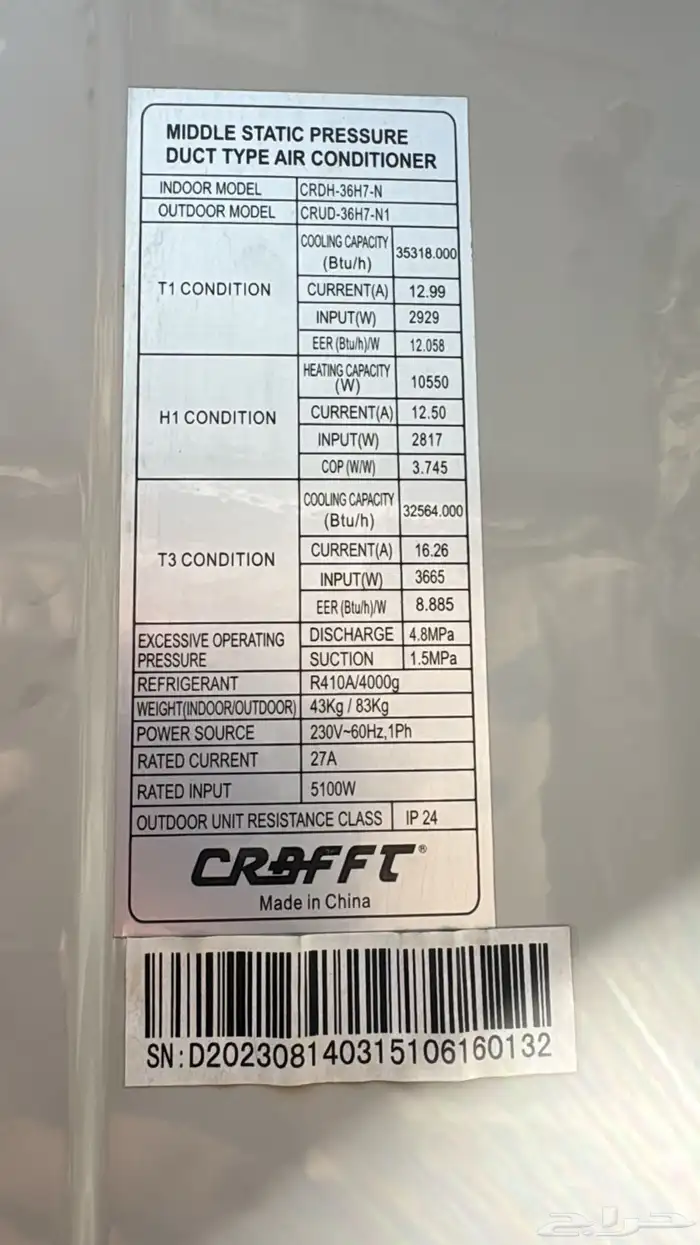 MIDDLE STATIC PRESSURE
DUCT TYPE AIR CONDITIONER
INDOOR MODEL CRDH-36H7-N
OUTDOOR MODEL CRUD-36H7-N1
T1 CONDITION
COOLING CAPACITY (Btu/h) 35318.000
CURRENT(A) 12.99
INPUT(W) 2929
EER (Btu/h)/W 12.058
H1 CONDITION
HEATING CAPACITY (W) 10550
CURRENT(A) 12.50
INPUT(W) 2817
COP (W/W) 3.745
T3 CONDITION
COOLING CAPACITY (Btu/h) 32564.000
CURRENT(A) 16.26
INPUT(W) 3665
EER (Btu/h)/W 8.885
EXCESSIVE OPERATING PRESSURE
DISCHARGE 4.8MPa
SUCTION 1.5MPa
REFRIGERANT R410A/4000g
WEIGHT(INDOOR/OUTDOOR) 43Kg / 83Kg
POWER SOURCE 230V~60Hz,1Ph
RATED CURRENT 27A
RATED INPUT 5100W
OUTDOOR UNIT RESISTANCE CLASS IP 24
CRAFFT®
Made in China
SN:D202308140315106160132
حراج